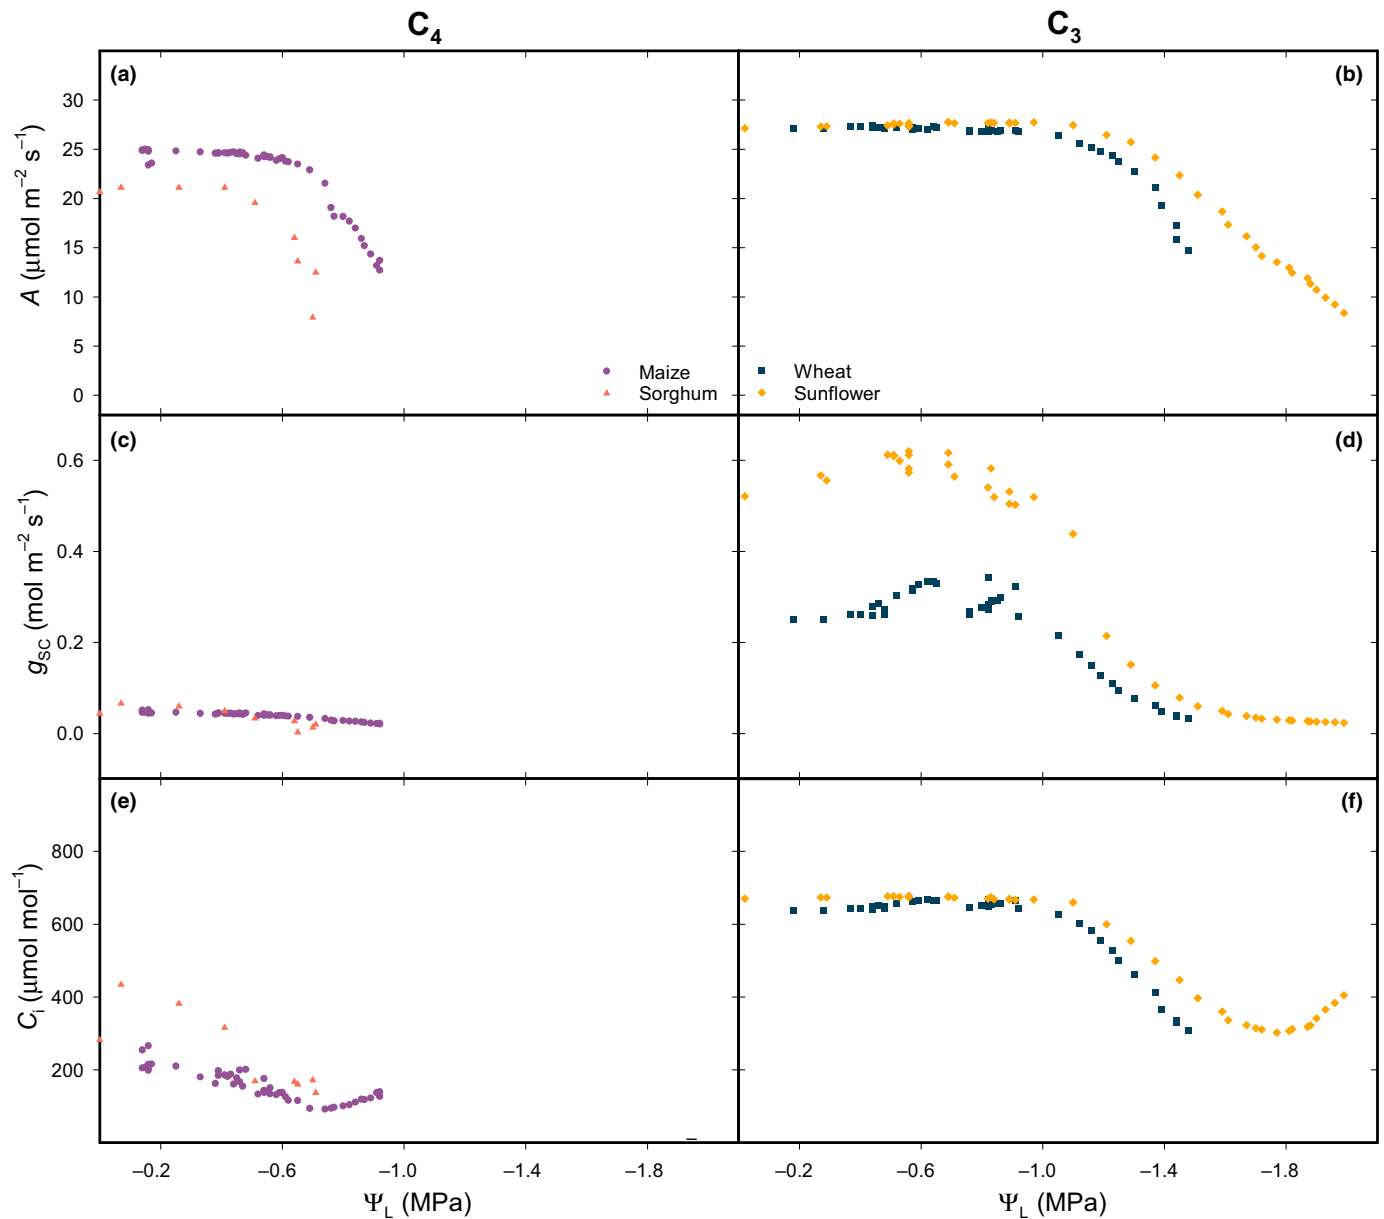 C4 C3
(a) (b)
30
25
20
15
10
5
0
A (μmol m−2 s−1)
Maize
Sorghum
Wheat
Sunflower
(c) (d)
0.6
0.4
0.2
0.0
gSC (mol m−2 s−1)
(e) (f)
800
600
400
200
Ci (μmol mol−1)
−0.2 −0.6 −1.0 −1.4 −1.8 −0.2 −0.6 −1.0 −1.4 −1.8
ΨL (MPa) ΨL (MPa)